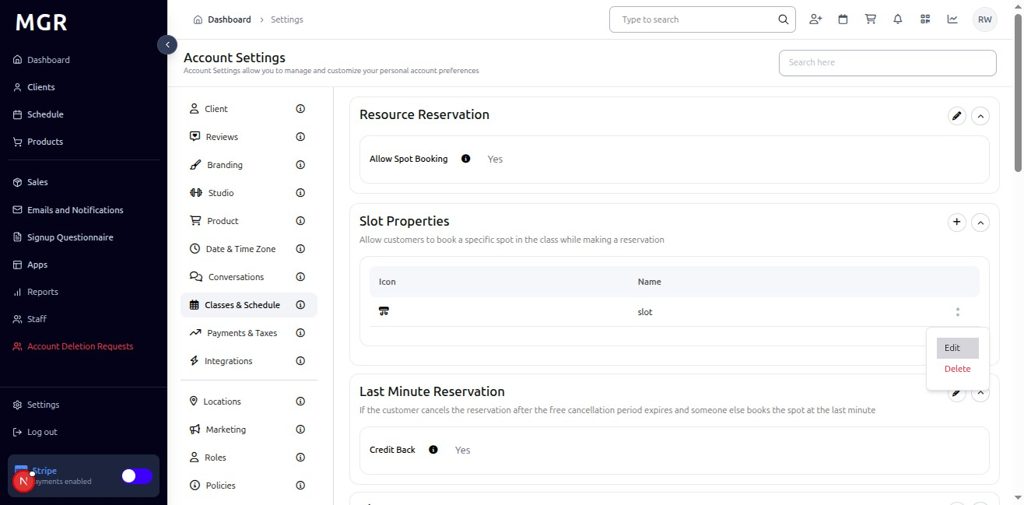 MGR
Dashboard
Clients
Schedule
Products
Sales
Emails and Notifications
Signup Questionnaire
Apps
Reports
Staff
Account Deletion Requests
Settings
Log out
Stripe
ayments enabled
N
Dashboard > Settings
Type to search
RW
Account Settings
Account Settings allow you to manage and customize your personal account preferences
Search here
Client
Reviews
Branding
Studio
Product
Date & Time Zone
Conversations
Classes & Schedule
Payments & Taxes
Integrations
Locations
Marketing
Roles
Policies
Resource Reservation
Allow Spot Booking Yes
Slot Properties
Allow customers to book a specific spot in the class while making a reservation
Icon Name
slot
Edit
Delete
Last Minute Reservation
If the customer cancels the reservation after the free cancellation period expires and someone else books the spot at the last minute
Credit Back Yes